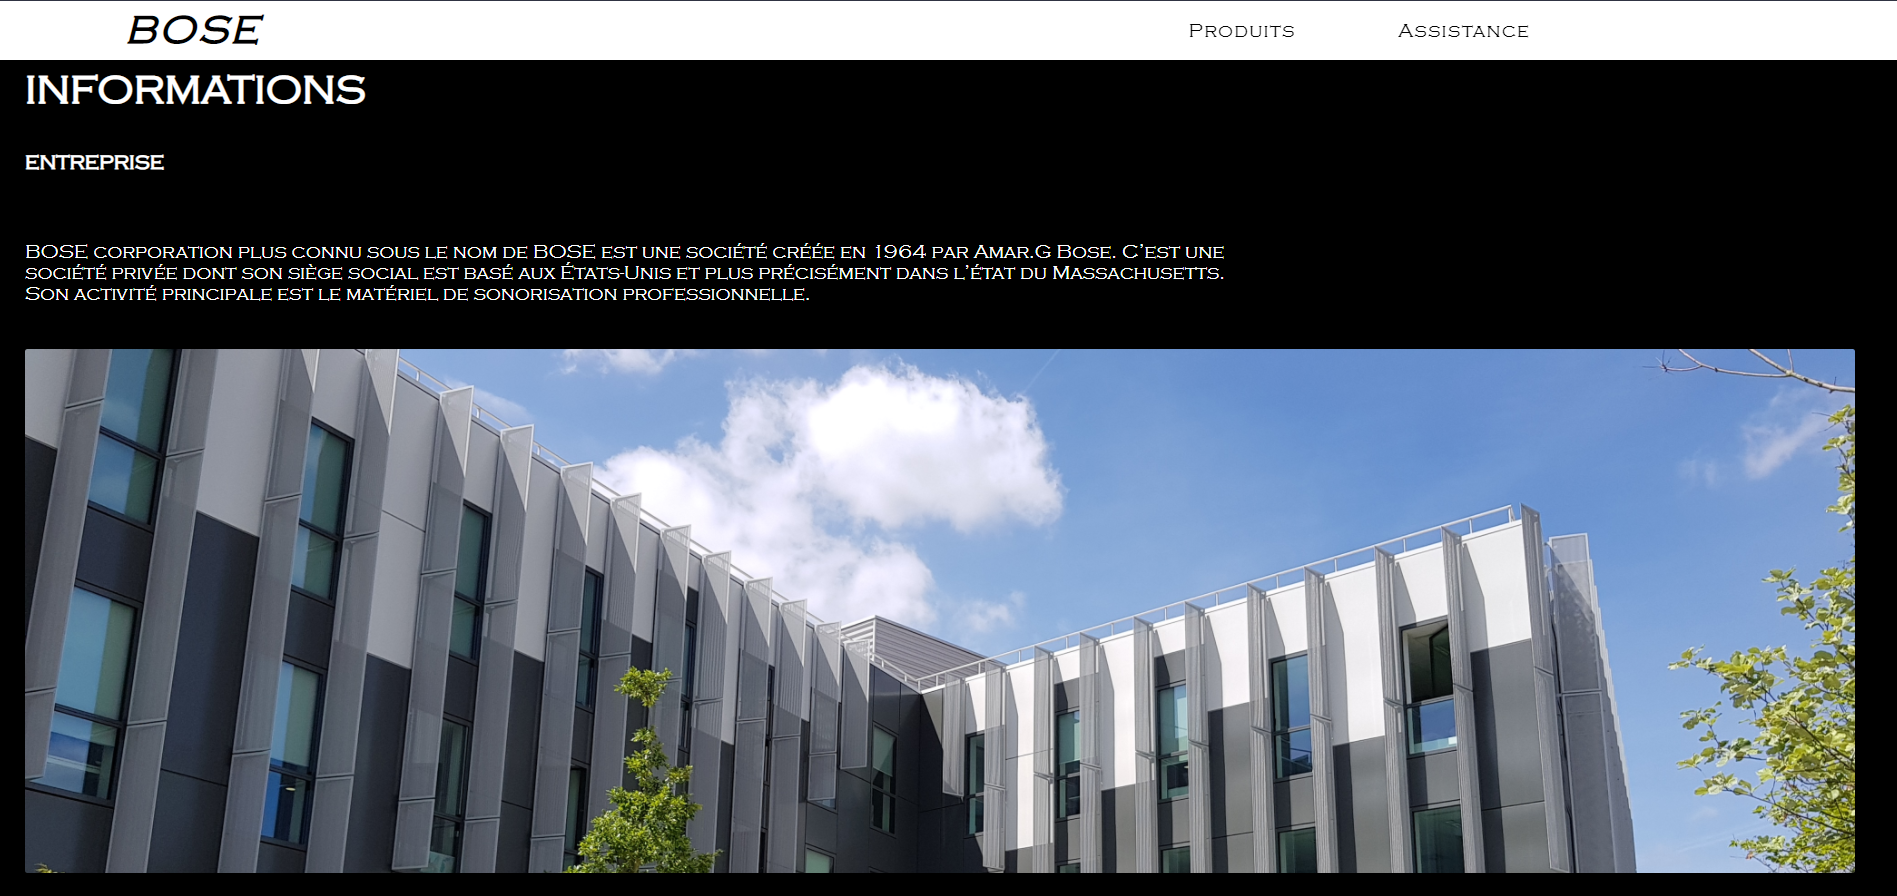 BOSE
Produits Assistance
INFORMATIONS
ENTREPRISE
BOSE corporation plus connu sous le nom de BOSE est une société créée en 1964 par Amar.G Bose. C'est une
société privée dont son siège social est basé aux États-Unis et plus précisément dans l'état du Massachusetts.
Son activité principale est le matériel de sonorisation professionnelle.